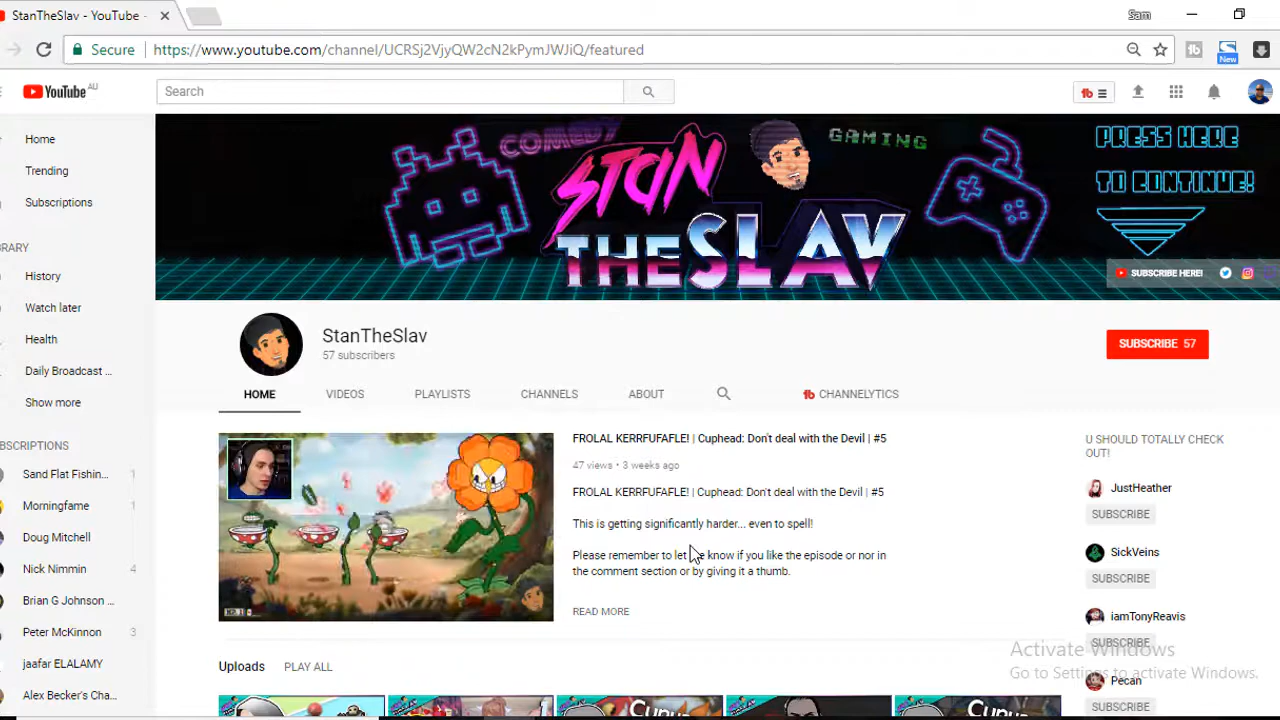 StanTheSlav - YouTube -
Sam
Secure
https://www.youtube.com/channel/UCRSj2VjyQW2cN2kPymJWJiQ/featured
New
YouTube AU
Search
Home
Trending
Subscriptions
BRARY
History
Watch later
Health
Daily Broadcast ...
Show more
BSCRIPTIONS
Sand Flat Fishin... 1
Morningfame 1
Doug Mitchell
Nick Nimmin 4
Brian G Johnson ...
Peter McKinnon 3
jaafar ELALAMY
Alex Becker's Cha...
COMEDY
GAMING
STAN
THE SLAV
PRESS HERE
TO CONTINUE!
SUBSCRIBE HERE!
StanTheSlav
57 subscribers
SUBSCRIBE 57
HOME
VIDEOS
PLAYLISTS
CHANNELS
ABOUT
CHANNELYTICS
FROLAL KERRFUFAFLE! | Cuphead: Don't deal with the Devil | #5
47 views • 3 weeks ago
FROLAL KERRFUFAFLE! | Cuphead: Don't deal with the Devil | #5
This is getting significantly harder... even to spell!
Please remember to let me know if you like the episode or nor in
the comment section or by giving it a thumb.
READ MORE
Uploads
PLAY ALL
U SHOULD TOTALLY CHECK
OUT!
JustHeather
SUBSCRIBE
SickVeins
SUBSCRIBE
iamTonyReavis
SUBSCRIBE
Pecan
SUBSCRIBE
Activate Windows
Go to Settings to activate Windows.